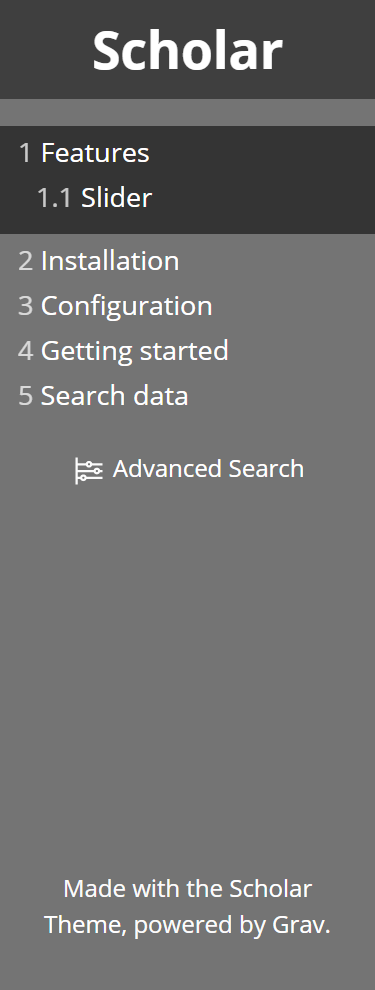 Scholar
1 Features
1.1 Slider
2 Installation
3 Configuration
4 Getting started
5 Search data
Advanced Search
Made with the Scholar
Theme, powered by Grav.